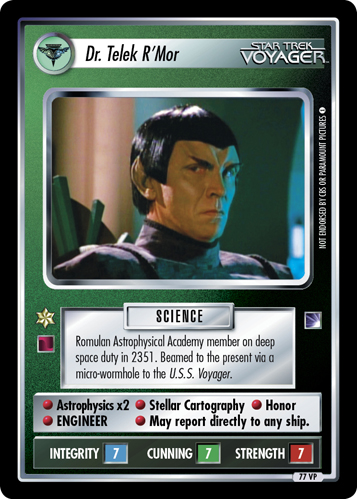 Dr. Telek R'Mor
STAR TREK
VOYAGER
NOT ENDORSED BY CBS OR PARAMOUNT PICTURES
SCIENCE
Romulan Astrophysical Academy member on deep
space duty in 2351. Beamed to the present via a
micro-wormhole to the U.S.S. Voyager.
• Astrophysics x2 • Stellar Cartography • Honor
• ENGINEER • May report directly to any ship.
INTEGRITY 7 CUNNING 7 STRENGTH 7
77 VP